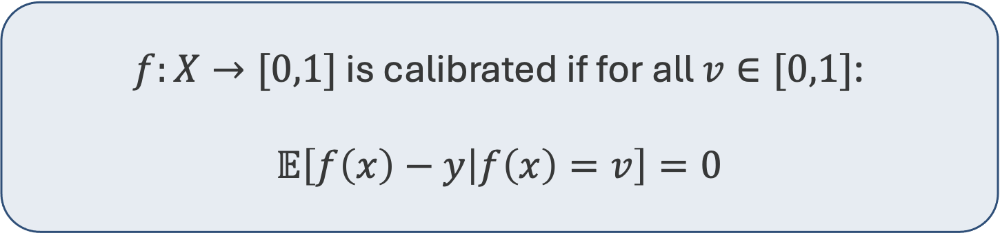 f: X → [0,1] is calibrated if for all v ∈ [0,1]:
𝔼[f(x) − y|f(x) = v] = 0